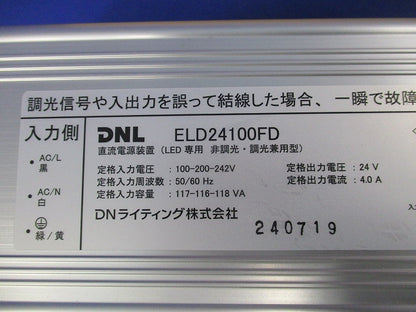 調光信号や入出力を誤って結線した場合、一瞬で故障
入力側
AC/L
黒
AC/N
白
緑/黄
DNL ELD24100FD
直流電源装置(LED専用 非調光・調光兼用型)
定格入力電圧 : 100-200-242V
定格入力周波数 : 50/60 Hz
定格入力容量 : 117-116-118 VA
定格出力電圧 : 24 V
定格出力電流 : 4.0 A
DNライティング株式会社
240719